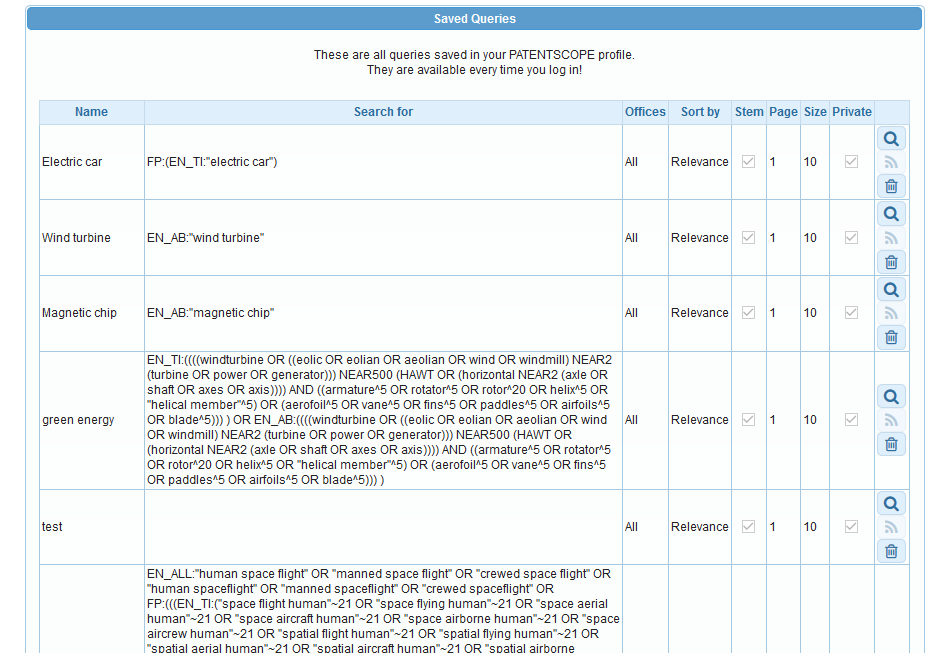 Saved Queries
These are all queries saved in your PATENTSCOPE profile.
They are available every time you log in!
Name Search for Offices Sort by Stem Page Size Private
Electric car FP:(EN_TI:"electric car") All Relevance 1 10
Wind turbine EN_AB:"wind turbine" All Relevance 1 10
Magnetic chip EN_AB:"magnetic chip" All Relevance 1 10
EN_TI:((((windturbine OR ((eolic OR eolian OR aeolian OR wind OR windmill) NEAR2
(turbine OR power OR generator))) NEAR500 (HAWT OR (horizontal NEAR2 (axle OR
shaft OR axes OR axis)))) AND ((armature^5 OR rotator^5 OR rotor^20 OR helix^5 OR
"helical member"^5) OR (aerofoil^5 OR vane^5 OR fins^5 OR paddles^5 OR airfoils^5
green energy OR blade^5))) ) OR EN_AB:((((windturbine OR ((eolic OR eolian OR aeolian OR wind All Relevance 1 10
OR windmill) NEAR2 (turbine OR power OR generator))) NEAR500 (HAWT OR
(horizontal NEAR2 (axle OR shaft OR axes OR axis)))) AND ((armature^5 OR rotator^5
OR rotor^20 OR helix^5 OR "helical member"^5) OR (aerofoil^5 OR vane^5 OR fins^5
OR paddles^5 OR airfoils^5 OR blade^5))) )
test All Relevance 1 10
EN_ALL:"human space flight" OR "manned space flight" OR "crewed space flight" OR
"human spaceflight" OR "manned spaceflight" OR "crewed spaceflight" OR
FP:(((EN_TI:("space flight human"~21 OR "space flying human"~21 OR "space aerial
human"~21 OR "space aircraft human"~21 OR "space airborne human"~21 OR "space
aircrew human"~21 OR "spatial flight human"~21 OR "spatial flying human"~21 OR
"spatial aerial human"~21 OR "spatial aircraft human"~21 OR "spatial airborne